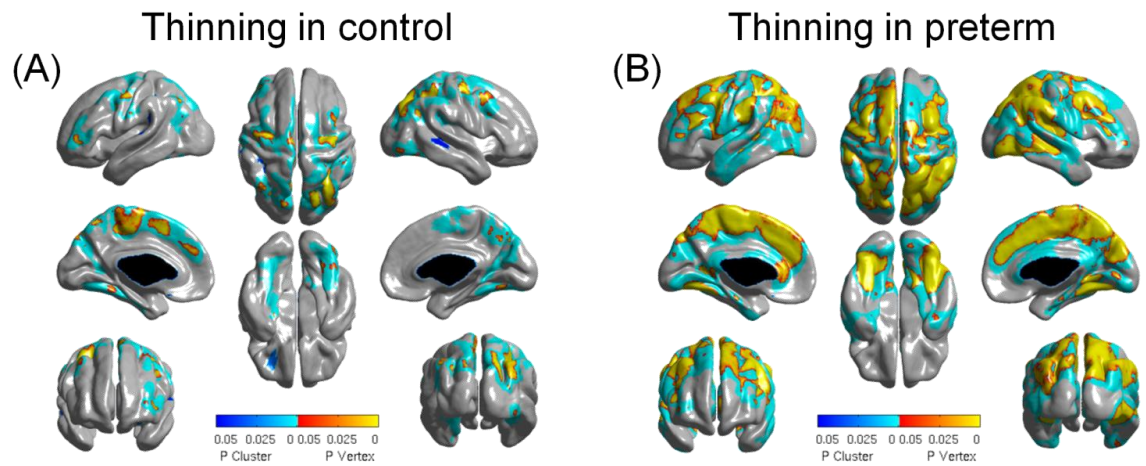 Thinning in control
Thinning in preterm
(A)
(B)
0.05 0.025 0 0.05 0.025 0
P Cluster P Vertex
0.05 0.025 0 0.05 0.025 0
P Cluster P Vertex